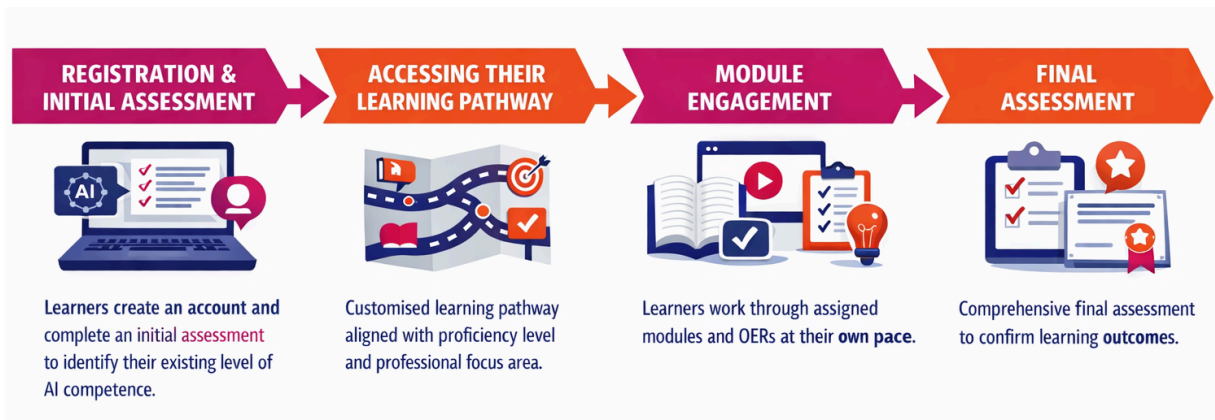 REGISTRATION &
INITIAL ASSESSMENT
ACCESSING THEIR
LEARNING PATHWAY
MODULE
ENGAGEMENT
FINAL
ASSESSMENT
AI
Learners create an account and
complete an initial assessment
to identify their existing level of
AI competence.
Customised learning pathway
aligned with proficiency level
and professional focus area.
Learners work through assigned
modules and OERs at their own pace.
Comprehensive final assessment
to confirm learning outcomes.